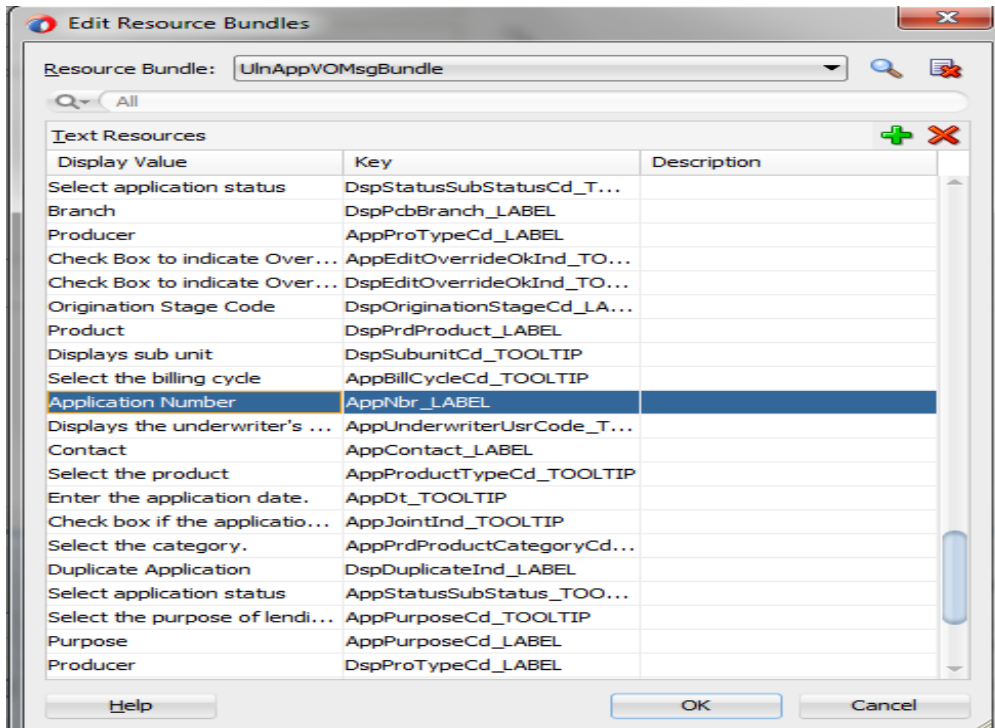 Edit Resource Bundles
Resource Bundle: UlnAppVOMsgBundle
All
Text Resources
Display Value Key Description
Select application status DspStatusSubStatusCd_T...
Branch DspPcbBranch_LABEL
Producer AppProTypeCd_LABEL
Check Box to indicate Over... AppEditOverrideOkInd_TO...
Check Box to indicate Over... DspEditOverrideOkInd_TO...
Origination Stage Code DspOriginationStageCd_LA...
Product DspPrdProduct_LABEL
Displays sub unit DspSubunitCd_TOOLTIP
Select the billing cycle AppBillCycleCd_TOOLTIP
Application Number AppNbr_LABEL
Displays the underwriter's ... AppUnderwriterUsrCode_T...
Contact AppContact_LABEL
Select the product AppProductTypeCd_TOOLTIP
Enter the application date. AppDt_TOOLTIP
Check box if the applicatio... AppJointInd_TOOLTIP
Select the category. AppPrdProductCategoryCd...
Duplicate Application DspDuplicateInd_LABEL
Select application status AppStatusSubStatus_TOO...
Select the purpose of lendi... AppPurposeCd_TOOLTIP
Purpose AppPurposeCd_LABEL
Producer DspProTypeCd_LABEL
Help OK Cancel